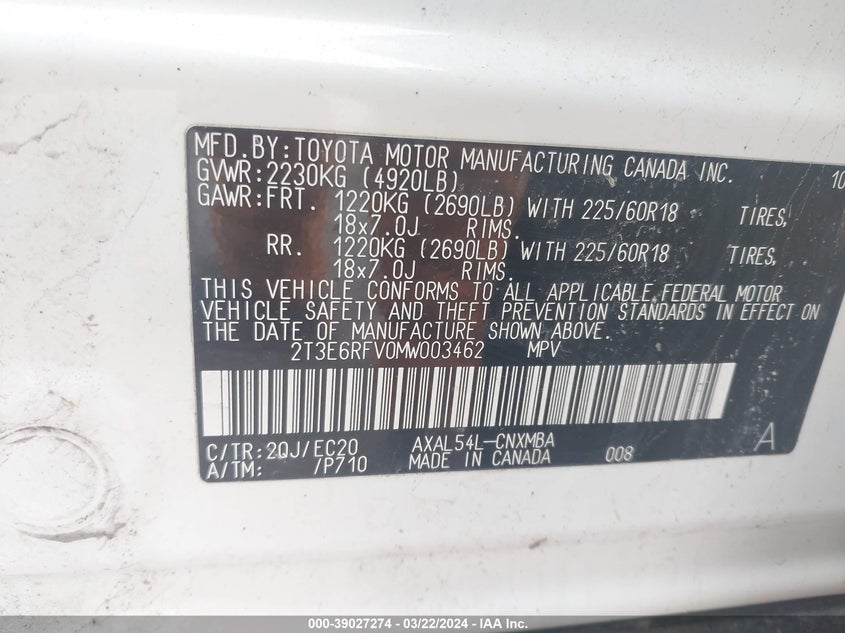 MFD.BY:TOYOTA MOTOR MANUFACTURING CANADA INC. 10
GVWR:2230KG (4920LB)
GAWR:FRT. 1220KG (2690LB) WITH 225/60R18 TIRES,
18x7.0J RIMS.
RR. 1220KG (2690LB) WITH 225/60R18 TIRES,
18x7.0J RIMS.
THIS VEHICLE CONFORMS TO ALL APPLICABLE FEDERAL MOTOR
VEHICLE SAFETY AND THEFT PREVENTION STANDARDS IN EFFECT ON
THE DATE OF MANUFACTURE SHOWN ABOVE.
2T3E6RFV0MW003462 MPV
C/TR:2QJ/EC20 AXAL54L-CNXMBA
A/TM: /P710 MADE IN CANADA 008 A
000-39027274 - 03/22/2024 - IAA Inc.